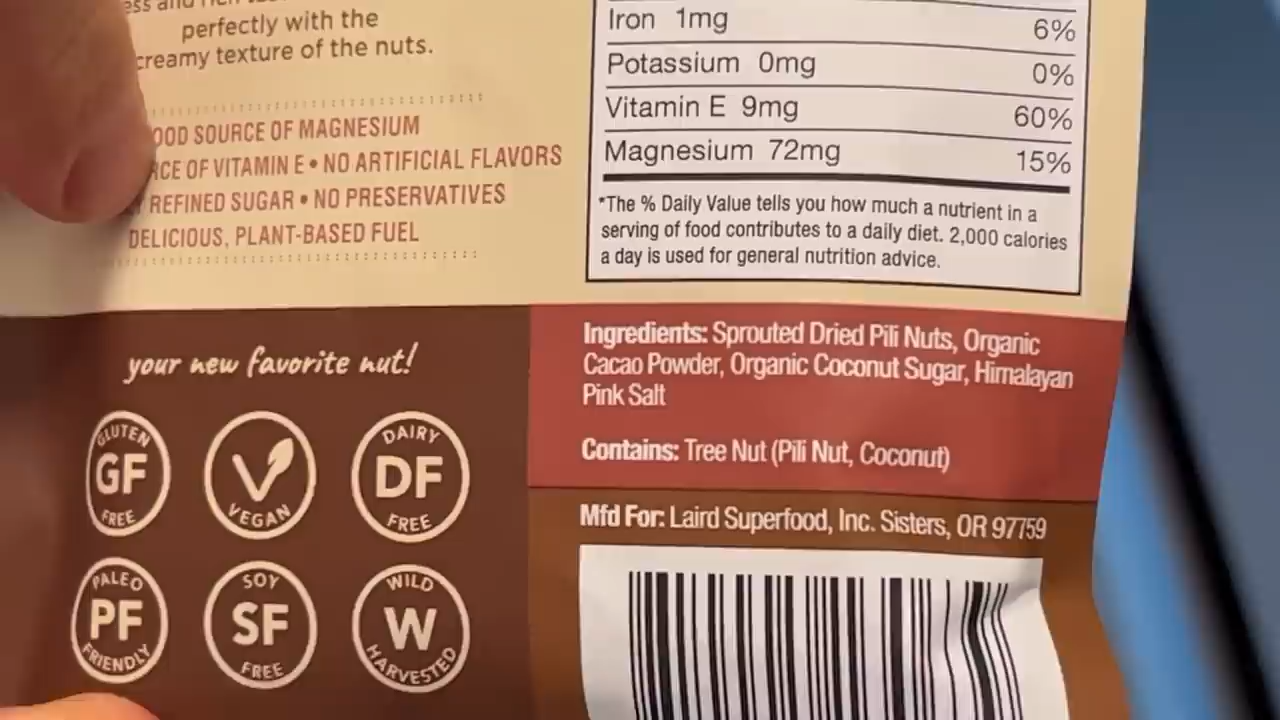 perfectly with the
creamy texture of the nuts.
SOURCE OF MAGNESIUM
OF VITAMIN E • NO ARTIFICIAL FLAVORS
REFINED SUGAR • NO PRESERVATIVES
DELICIOUS, PLANT-BASED FUEL
Iron 1mg 6%
Potassium 0mg 0%
Vitamin E 9mg 60%
Magnesium 72mg 15%
*The % Daily Value tells you how much a nutrient in a
serving of food contributes to a daily diet. 2,000 calories
a day is used for general nutrition advice.
your new favorite nut!
GLUTEN
GF
FREE
V
VEGAN
DAIRY
DF
FREE
PALEO
PF
FRIENDLY
SOY
SF
FREE
WILD
W
HARVESTED
Ingredients: Sprouted Dried Pili Nuts, Organic
Cacao Powder, Organic Coconut Sugar, Himalayan
Pink Salt
Contains: Tree Nut (Pili Nut, Coconut)
Mfd For: Laird Superfood, Inc. Sisters, OR 97759